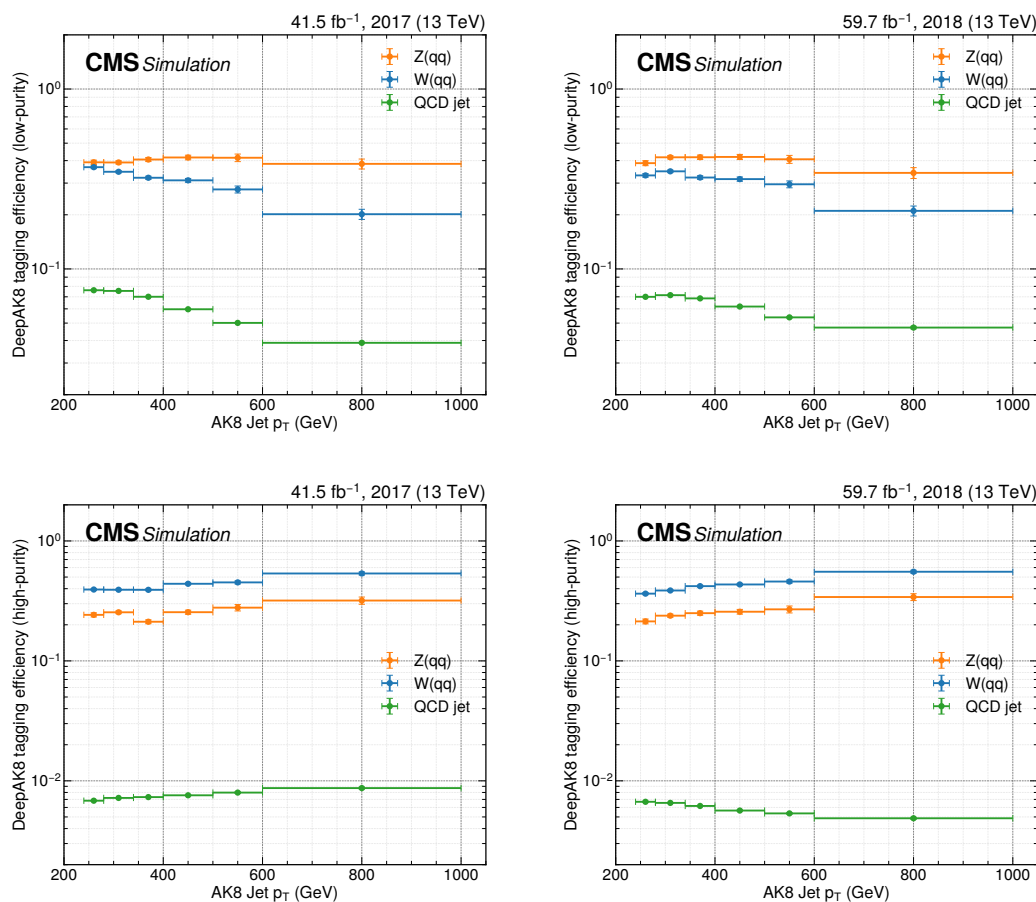 41.5 fb⁻¹, 2017 (13 TeV)
CMS Simulation
Z(qq)
W(qq)
QCD jet
DeepAK8 tagging efficiency (low-purity)
10⁰
10⁻¹
200 400 600 800 1000
AK8 Jet p_T (GeV)
59.7 fb⁻¹, 2018 (13 TeV)
CMS Simulation
Z(qq)
W(qq)
QCD jet
DeepAK8 tagging efficiency (low-purity)
10⁰
10⁻¹
200 400 600 800 1000
AK8 Jet p_T (GeV)
41.5 fb⁻¹, 2017 (13 TeV)
CMS Simulation
DeepAK8 tagging efficiency (high-purity)
10⁰
10⁻¹
10⁻²
Z(qq)
W(qq)
QCD jet
200 400 600 800 1000
AK8 Jet p_T (GeV)
59.7 fb⁻¹, 2018 (13 TeV)
CMS Simulation
DeepAK8 tagging efficiency (high-purity)
10⁰
10⁻¹
10⁻²
Z(qq)
W(qq)
QCD jet
200 400 600 800 1000
AK8 Jet p_T (GeV)